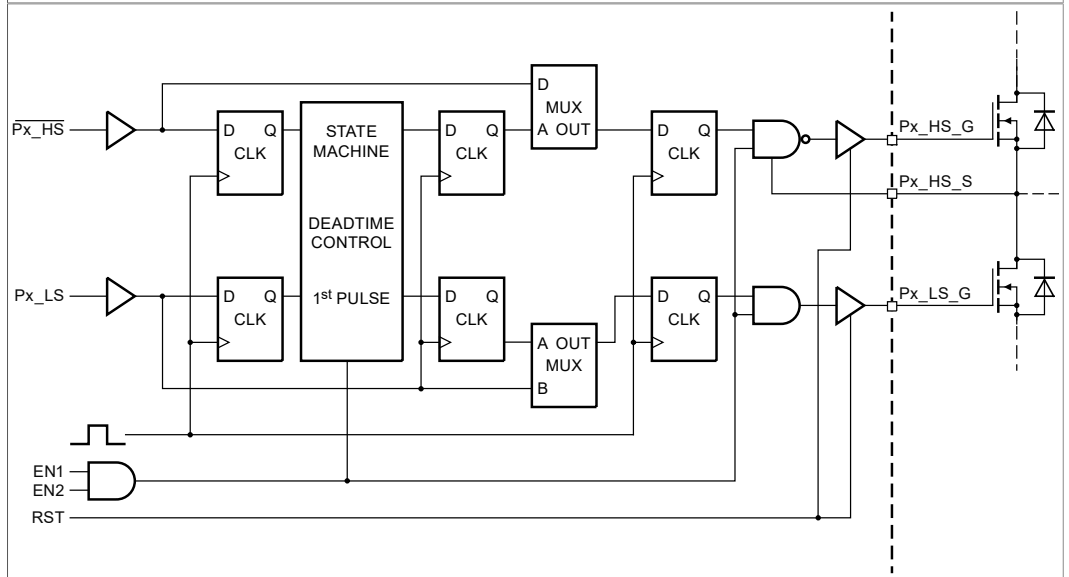 D
MUX
A OUT
Px_HS
D Q
CLK
STATE
MACHINE
DEADTIME
CONTROL
1st PULSE
D Q
CLK
D Q
CLK
Px_HS_G
Px_HS_S
Px_LS
D Q
CLK
D Q
CLK
A OUT
MUX
B
D Q
CLK
Px_LS_G
EN1
EN2
RST